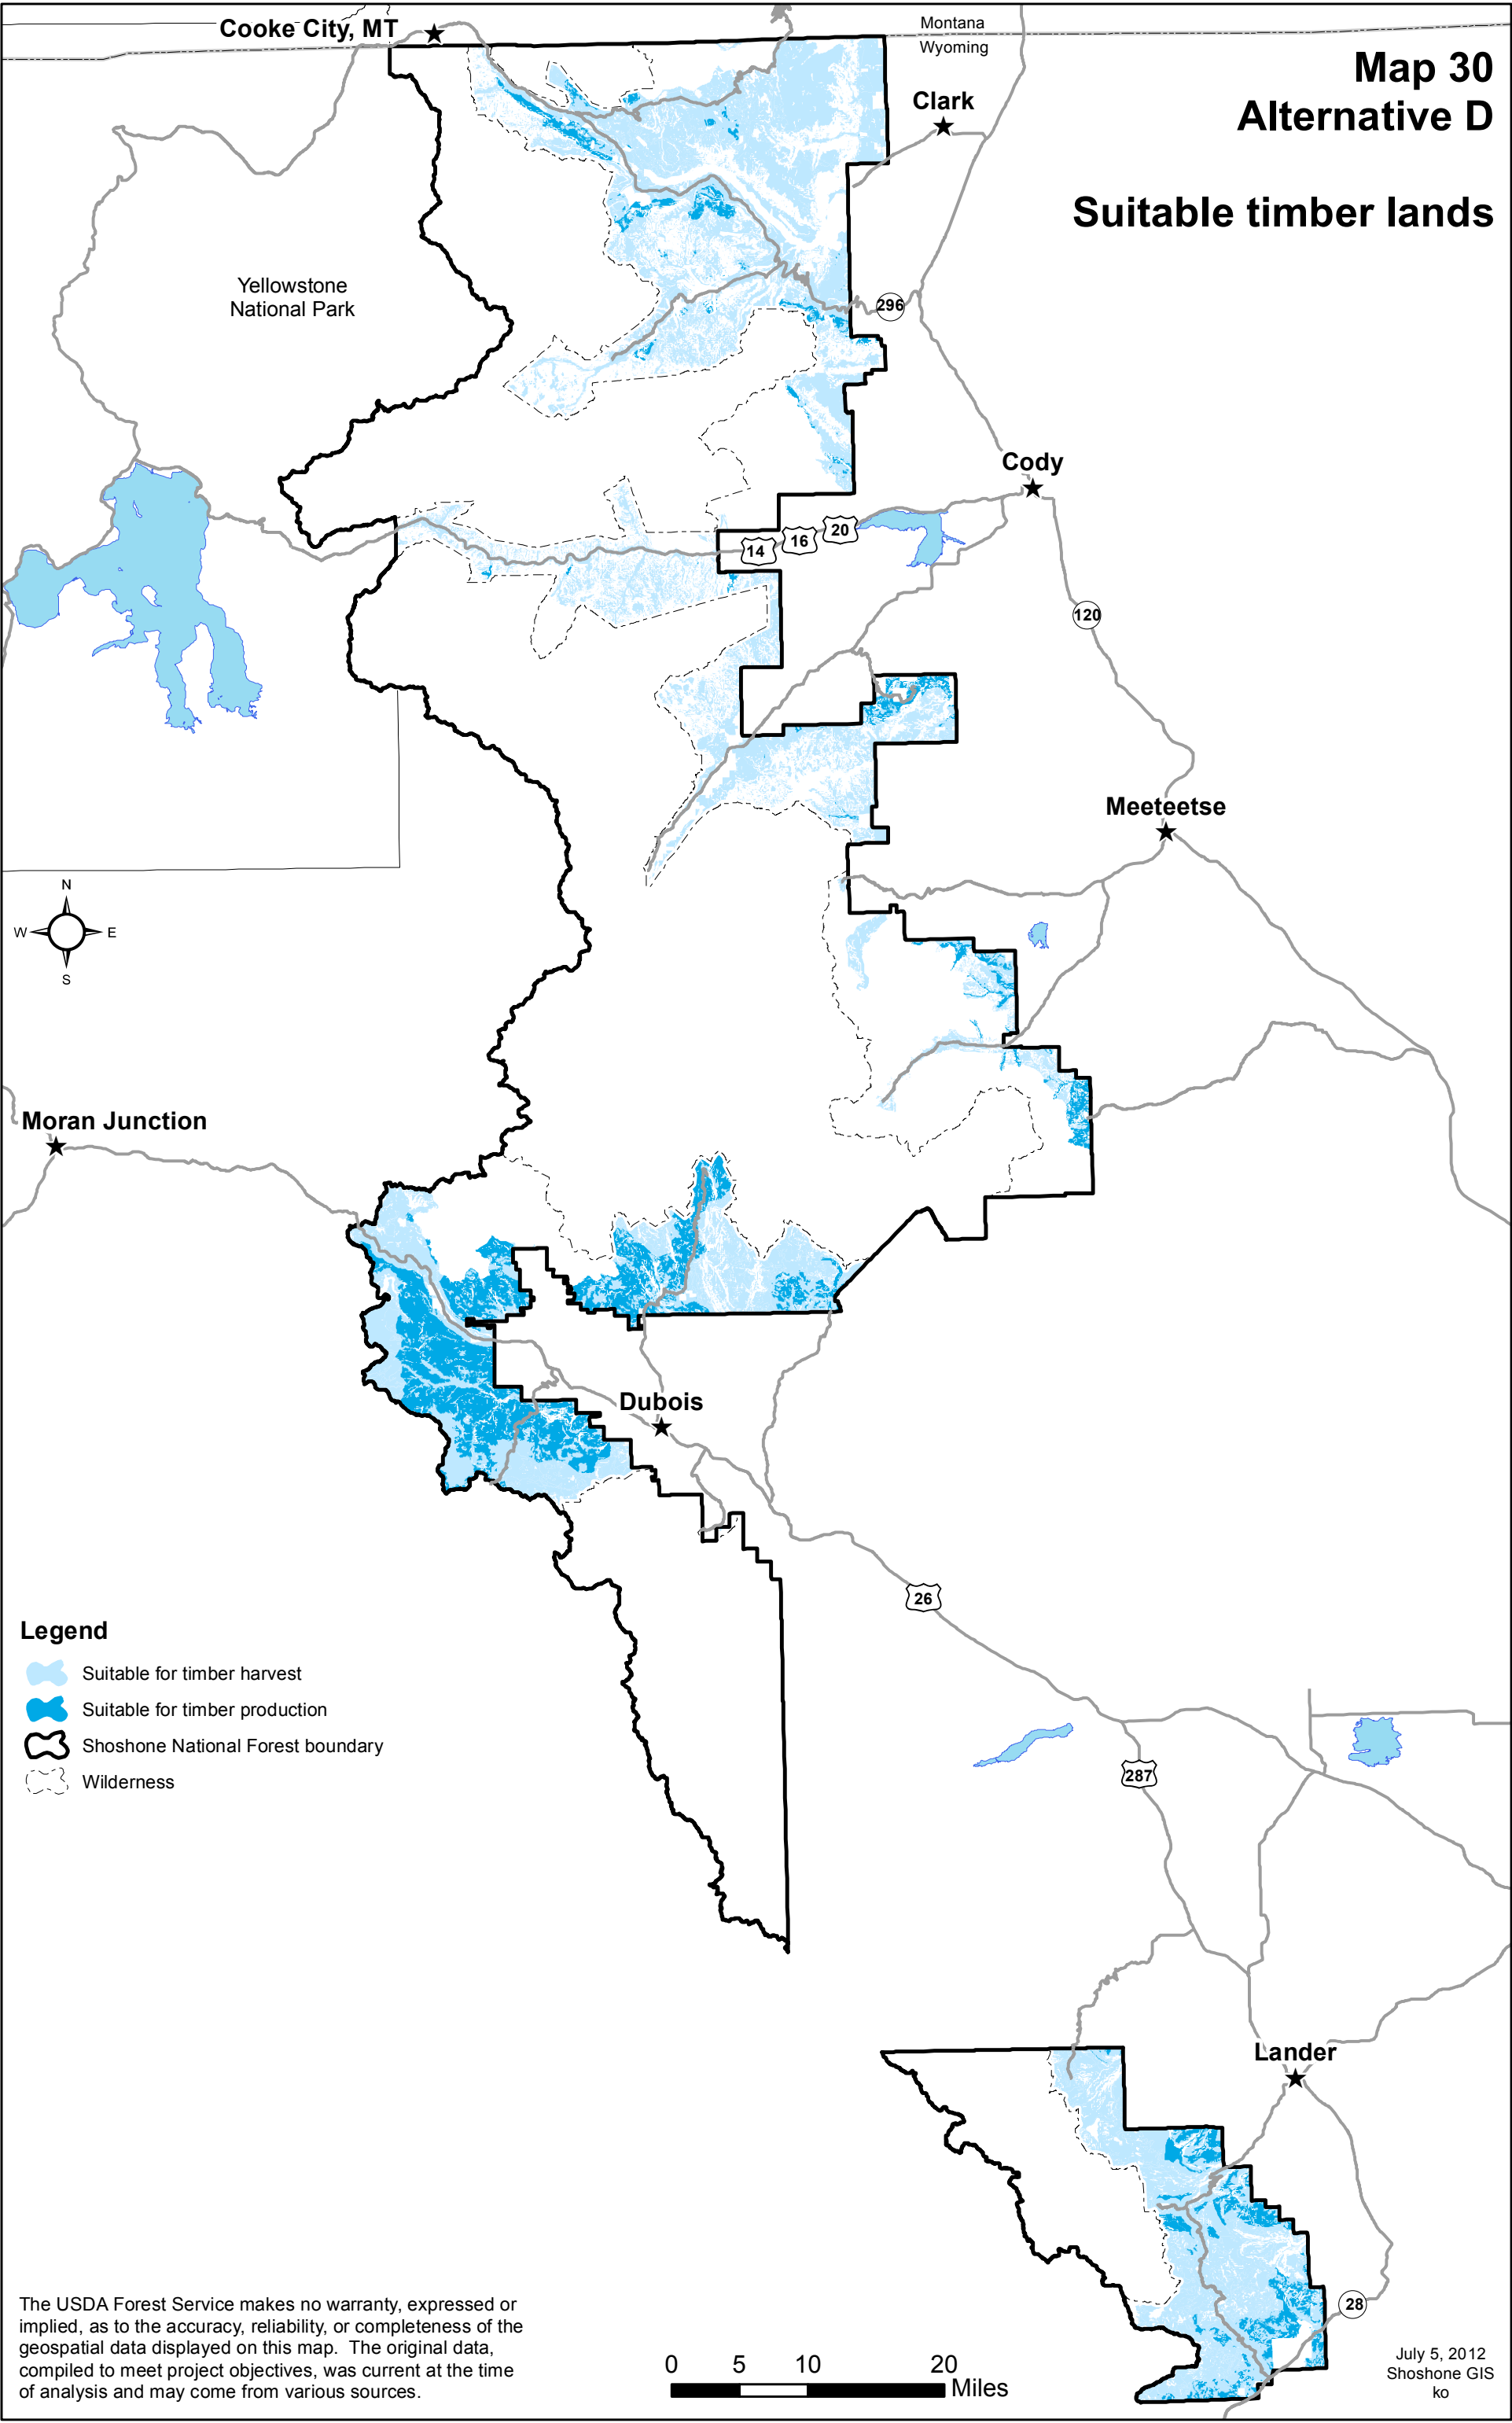 Cooke City, MT
Montana
Wyoming
Map 30
Alternative D
Suitable timber lands
Clark
Yellowstone
National Park
296
Cody
14
16
20
120
Meeteetse
N
W
E
S
Moran Junction
Dubois
26
Legend
Suitable for timber harvest
Suitable for timber production
Shoshone National Forest boundary
Wilderness
287
Lander
28
The USDA Forest Service makes no warranty, expressed or
implied, as to the accuracy, reliability, or completeness of the
geospatial data displayed on this map. The original data,
compiled to meet project objectives, was current at the time
of analysis and may come from various sources.
0 5 10 20
Miles
July 5, 2012
Shoshone GIS
ko